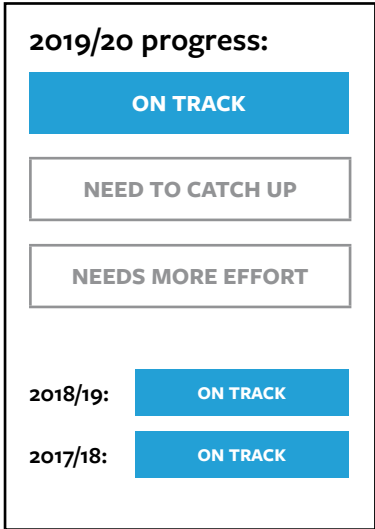 2019/20 progress:
ON TRACK
NEED TO CATCH UP
NEEDS MORE EFFORT
2018/19: ON TRACK
2017/18: ON TRACK